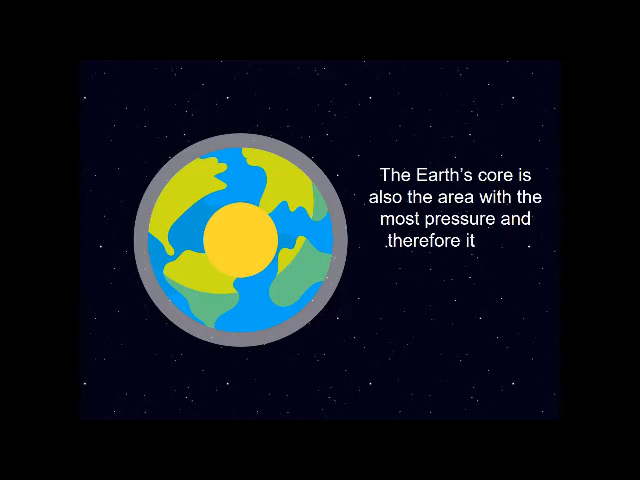 The Earth's core is
also the area with the
most pressure and
therefore it